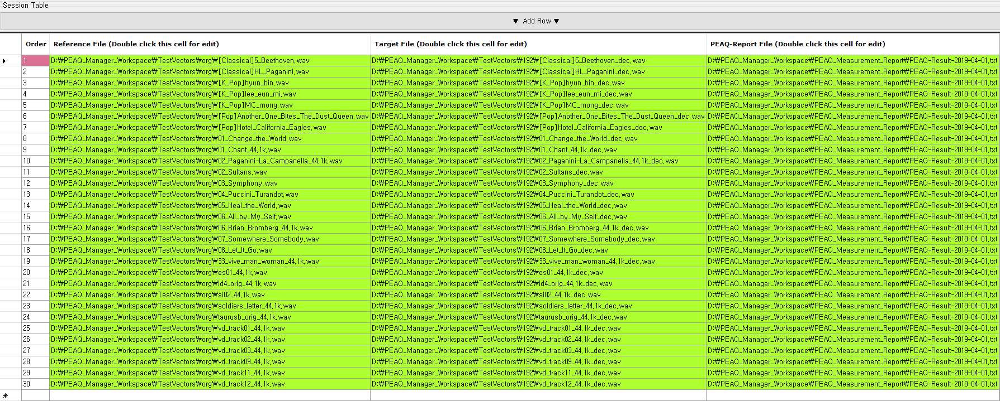 Session Table
▼ Add Row ▼
Order Reference File (Double click this cell for edit) Target File (Double click this cell for edit) PEAQ-Report File (Double click this cell for edit)
1 D:₩PEAQ_Manager_Workspace₩TestVectors₩org₩[Classical]5_Beethoven.wav D:₩PEAQ_Manager_Workspace₩TestVectors₩192₩[Classical]5_Beethoven_dec.wav D:₩PEAQ_Manager_Workspace₩PEAQ_Measurement_Report₩PEAQ-Result-2019-04-01.txt
2 D:₩PEAQ_Manager_Workspace₩TestVectors₩org₩[Classical]HL_Paganini.wav D:₩PEAQ_Manager_Workspace₩TestVectors₩192₩[Classical]HL_Paganini_dec.wav D:₩PEAQ_Manager_Workspace₩PEAQ_Measurement_Report₩PEAQ-Result-2019-04-01.txt
3 D:₩PEAQ_Manager_Workspace₩TestVectors₩org₩[K_Pop]hyun_bin.wav D:₩PEAQ_Manager_Workspace₩TestVectors₩192₩[K_Pop]hyun_bin_dec.wav D:₩PEAQ_Manager_Workspace₩PEAQ_Measurement_Report₩PEAQ-Result-2019-04-01.txt
4 D:₩PEAQ_Manager_Workspace₩TestVectors₩org₩[K_Pop]lee_eun_mi.wav D:₩PEAQ_Manager_Workspace₩TestVectors₩192₩[K_Pop]lee_eun_mi_dec.wav D:₩PEAQ_Manager_Workspace₩PEAQ_Measurement_Report₩PEAQ-Result-2019-04-01.txt
5 D:₩PEAQ_Manager_Workspace₩TestVectors₩org₩[K_Pop]MC_mong.wav D:₩PEAQ_Manager_Workspace₩TestVectors₩192₩[K_Pop]MC_mong_dec.wav D:₩PEAQ_Manager_Workspace₩PEAQ_Measurement_Report₩PEAQ-Result-2019-04-01.txt
6 D:₩PEAQ_Manager_Workspace₩TestVectors₩org₩[Pop]Another_One_Bites_The_Dust_Queen.wav D:₩PEAQ_Manager_Workspace₩TestVectors₩192₩[Pop]Another_One_Bites_The_Dust_Queen_dec.wav D:₩PEAQ_Manager_Workspace₩PEAQ_Measurement_Report₩PEAQ-Result-2019-04-01.txt
7 D:₩PEAQ_Manager_Workspace₩TestVectors₩org₩[Pop]Hotel_California_Eagles.wav D:₩PEAQ_Manager_Workspace₩TestVectors₩192₩[Pop]Hotel_California_Eagles_dec.wav D:₩PEAQ_Manager_Workspace₩PEAQ_Measurement_Report₩PEAQ-Result-2019-04-01.txt
8 D:₩PEAQ_Manager_Workspace₩TestVectors₩org₩01_Change_the_World.wav D:₩PEAQ_Manager_Workspace₩TestVectors₩192₩01_Change_the_World_dec.wav D:₩PEAQ_Manager_Workspace₩PEAQ_Measurement_Report₩PEAQ-Result-2019-04-01.txt
9 D:₩PEAQ_Manager_Workspace₩TestVectors₩org₩01_Chant_44.1k.wav D:₩PEAQ_Manager_Workspace₩TestVectors₩192₩01_Chant_44.1k_dec.wav D:₩PEAQ_Manager_Workspace₩PEAQ_Measurement_Report₩PEAQ-Result-2019-04-01.txt
10 D:₩PEAQ_Manager_Workspace₩TestVectors₩org₩02_Paganini-La_Campanella_44.1k.wav D:₩PEAQ_Manager_Workspace₩TestVectors₩192₩02_Paganini-La_Campanella_44.1k_dec.wav D:₩PEAQ_Manager_Workspace₩PEAQ_Measurement_Report₩PEAQ-Result-2019-04-01.txt
11 D:₩PEAQ_Manager_Workspace₩TestVectors₩org₩02_Sultans.wav D:₩PEAQ_Manager_Workspace₩TestVectors₩192₩02_Sultans_dec.wav D:₩PEAQ_Manager_Workspace₩PEAQ_Measurement_Report₩PEAQ-Result-2019-04-01.txt
12 D:₩PEAQ_Manager_Workspace₩TestVectors₩org₩03_Symphony.wav D:₩PEAQ_Manager_Workspace₩TestVectors₩192₩03_Symphony_dec.wav D:₩PEAQ_Manager_Workspace₩PEAQ_Measurement_Report₩PEAQ-Result-2019-04-01.txt
13 D:₩PEAQ_Manager_Workspace₩TestVectors₩org₩04_Puccini_Turandot.wav D:₩PEAQ_Manager_Workspace₩TestVectors₩192₩04_Puccini_Turandot_dec.wav D:₩PEAQ_Manager_Workspace₩PEAQ_Measurement_Report₩PEAQ-Result-2019-04-01.txt
14 D:₩PEAQ_Manager_Workspace₩TestVectors₩org₩05_Heal_the_World.wav D:₩PEAQ_Manager_Workspace₩TestVectors₩192₩05_Heal_the_World_dec.wav D:₩PEAQ_Manager_Workspace₩PEAQ_Measurement_Report₩PEAQ-Result-2019-04-01.txt
15 D:₩PEAQ_Manager_Workspace₩TestVectors₩org₩06_All_by_My_Self.wav D:₩PEAQ_Manager_Workspace₩TestVectors₩192₩06_All_by_My_Self_dec.wav D:₩PEAQ_Manager_Workspace₩PEAQ_Measurement_Report₩PEAQ-Result-2019-04-01.txt
16 D:₩PEAQ_Manager_Workspace₩TestVectors₩org₩06_Brian_Bromberg_44.1k.wav D:₩PEAQ_Manager_Workspace₩TestVectors₩192₩06_Brian_Bromberg_44.1k_dec.wav D:₩PEAQ_Manager_Workspace₩PEAQ_Measurement_Report₩PEAQ-Result-2019-04-01.txt
17 D:₩PEAQ_Manager_Workspace₩TestVectors₩org₩07_Somewhere_Somebody.wav D:₩PEAQ_Manager_Workspace₩TestVectors₩192₩07_Somewhere_Somebody_dec.wav D:₩PEAQ_Manager_Workspace₩PEAQ_Measurement_Report₩PEAQ-Result-2019-04-01.txt
18 D:₩PEAQ_Manager_Workspace₩TestVectors₩org₩08_Let_It_Go.wav D:₩PEAQ_Manager_Workspace₩TestVectors₩192₩08_Let_It_Go_dec.wav D:₩PEAQ_Manager_Workspace₩PEAQ_Measurement_Report₩PEAQ-Result-2019-04-01.txt
19 D:₩PEAQ_Manager_Workspace₩TestVectors₩org₩33_vive_man_woman_44.1k.wav D:₩PEAQ_Manager_Workspace₩TestVectors₩192₩33_vive_man_woman_44.1k_dec.wav D:₩PEAQ_Manager_Workspace₩PEAQ_Measurement_Report₩PEAQ-Result-2019-04-01.txt
20 D:₩PEAQ_Manager_Workspace₩TestVectors₩org₩es01_44.1k.wav D:₩PEAQ_Manager_Workspace₩TestVectors₩192₩es01_44.1k_dec.wav D:₩PEAQ_Manager_Workspace₩PEAQ_Measurement_Report₩PEAQ-Result-2019-04-01.txt
21 D:₩PEAQ_Manager_Workspace₩TestVectors₩org₩id4_orig_44.1k.wav D:₩PEAQ_Manager_Workspace₩TestVectors₩192₩id4_orig_44.1k_dec.wav D:₩PEAQ_Manager_Workspace₩PEAQ_Measurement_Report₩PEAQ-Result-2019-04-01.txt
22 D:₩PEAQ_Manager_Workspace₩TestVectors₩org₩si02_44.1k.wav D:₩PEAQ_Manager_Workspace₩TestVectors₩192₩si02_44.1k_dec.wav D:₩PEAQ_Manager_Workspace₩PEAQ_Measurement_Report₩PEAQ-Result-2019-04-01.txt
23 D:₩PEAQ_Manager_Workspace₩TestVectors₩org₩soldiers_letter_44.1k.wav D:₩PEAQ_Manager_Workspace₩TestVectors₩192₩soldiers_letter_44.1k_dec.wav D:₩PEAQ_Manager_Workspace₩PEAQ_Measurement_Report₩PEAQ-Result-2019-04-01.txt
24 D:₩PEAQ_Manager_Workspace₩TestVectors₩org₩taurusb_orig_44.1k.wav D:₩PEAQ_Manager_Workspace₩TestVectors₩192₩taurusb_orig_44.1k_dec.wav D:₩PEAQ_Manager_Workspace₩PEAQ_Measurement_Report₩PEAQ-Result-2019-04-01.txt
25 D:₩PEAQ_Manager_Workspace₩TestVectors₩org₩vd_track01_44.1k.wav D:₩PEAQ_Manager_Workspace₩TestVectors₩192₩vd_track01_44.1k_dec.wav D:₩PEAQ_Manager_Workspace₩PEAQ_Measurement_Report₩PEAQ-Result-2019-04-01.txt
26 D:₩PEAQ_Manager_Workspace₩TestVectors₩org₩vd_track02_44.1k.wav D:₩PEAQ_Manager_Workspace₩TestVectors₩192₩vd_track02_44.1k_dec.wav D:₩PEAQ_Manager_Workspace₩PEAQ_Measurement_Report₩PEAQ-Result-2019-04-01.txt
27 D:₩PEAQ_Manager_Workspace₩TestVectors₩org₩vd_track03_44.1k.wav D:₩PEAQ_Manager_Workspace₩TestVectors₩192₩vd_track03_44.1k_dec.wav D:₩PEAQ_Manager_Workspace₩PEAQ_Measurement_Report₩PEAQ-Result-2019-04-01.txt
28 D:₩PEAQ_Manager_Workspace₩TestVectors₩org₩vd_track09_44.1k.wav D:₩PEAQ_Manager_Workspace₩TestVectors₩192₩vd_track09_44.1k_dec.wav D:₩PEAQ_Manager_Workspace₩PEAQ_Measurement_Report₩PEAQ-Result-2019-04-01.txt
29 D:₩PEAQ_Manager_Workspace₩TestVectors₩org₩vd_track11_44.1k.wav D:₩PEAQ_Manager_Workspace₩TestVectors₩192₩vd_track11_44.1k_dec.wav D:₩PEAQ_Manager_Workspace₩PEAQ_Measurement_Report₩PEAQ-Result-2019-04-01.txt
30 D:₩PEAQ_Manager_Workspace₩TestVectors₩org₩vd_track12_44.1k.wav D:₩PEAQ_Manager_Workspace₩TestVectors₩192₩vd_track12_44.1k_dec.wav D:₩PEAQ_Manager_Workspace₩PEAQ_Measurement_Report₩PEAQ-Result-2019-04-01.txt